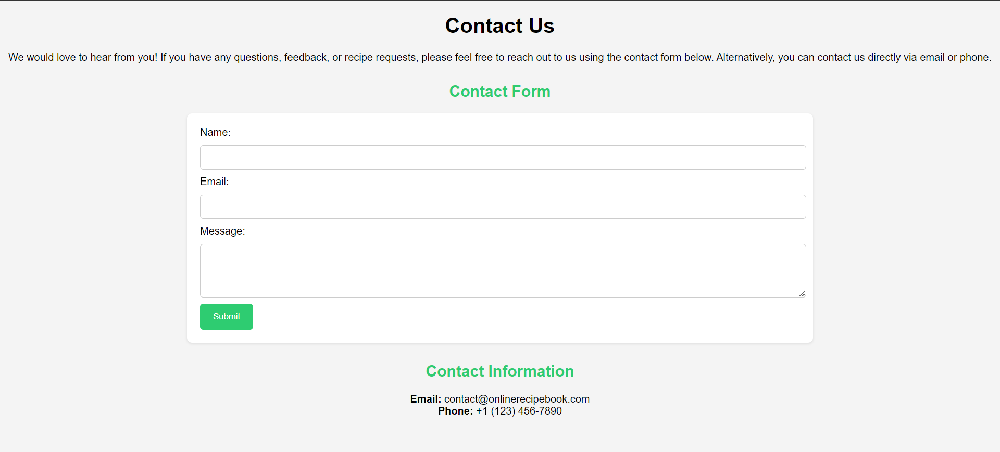 Contact Us
We would love to hear from you! If you have any questions, feedback, or recipe requests, please feel free to reach out to us using the contact form below. Alternatively, you can contact us directly via email or phone.
Contact Form
Name:
Email:
Message:
Submit
Contact Information
Email: contact@onlinerecipebook.com
Phone: +1 (123) 456-7890